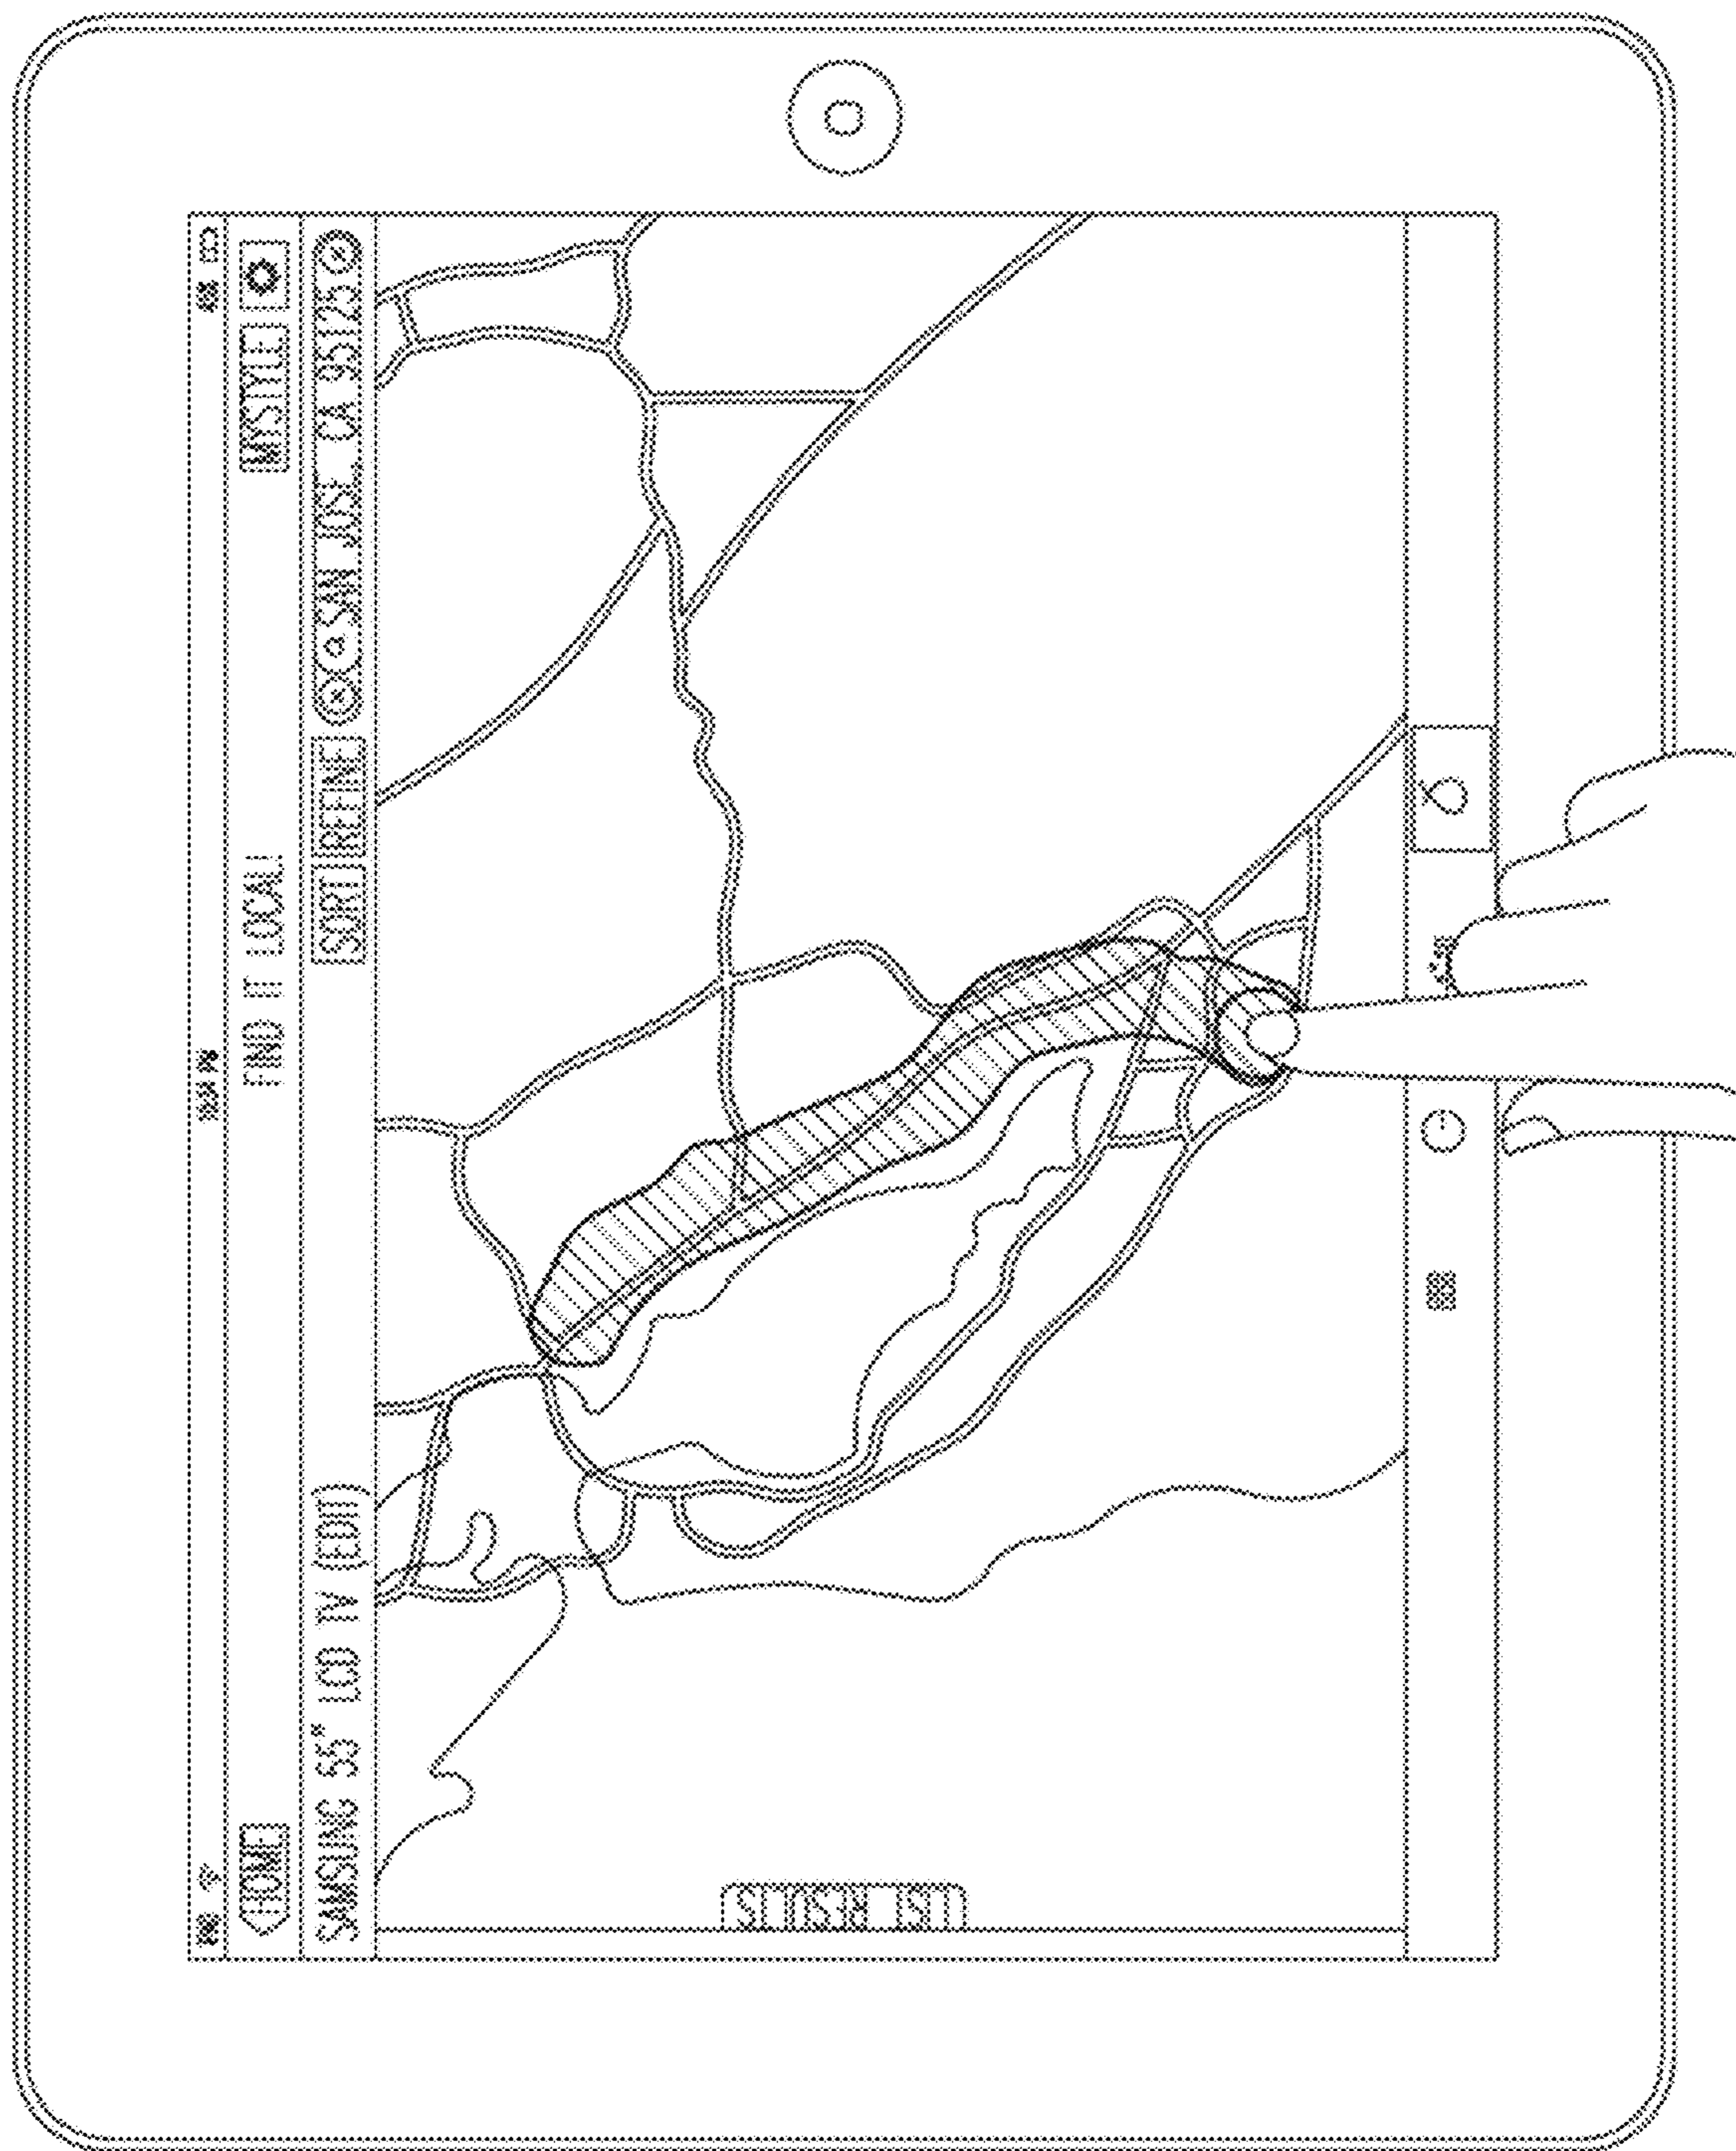 FIND IT LOCAL!
HOME
MYSTYLE
SAMSUNG 55" LCD TV (EDIT)
SORT REFINE SAN JOSE, CA 95125
LIST RESULTS